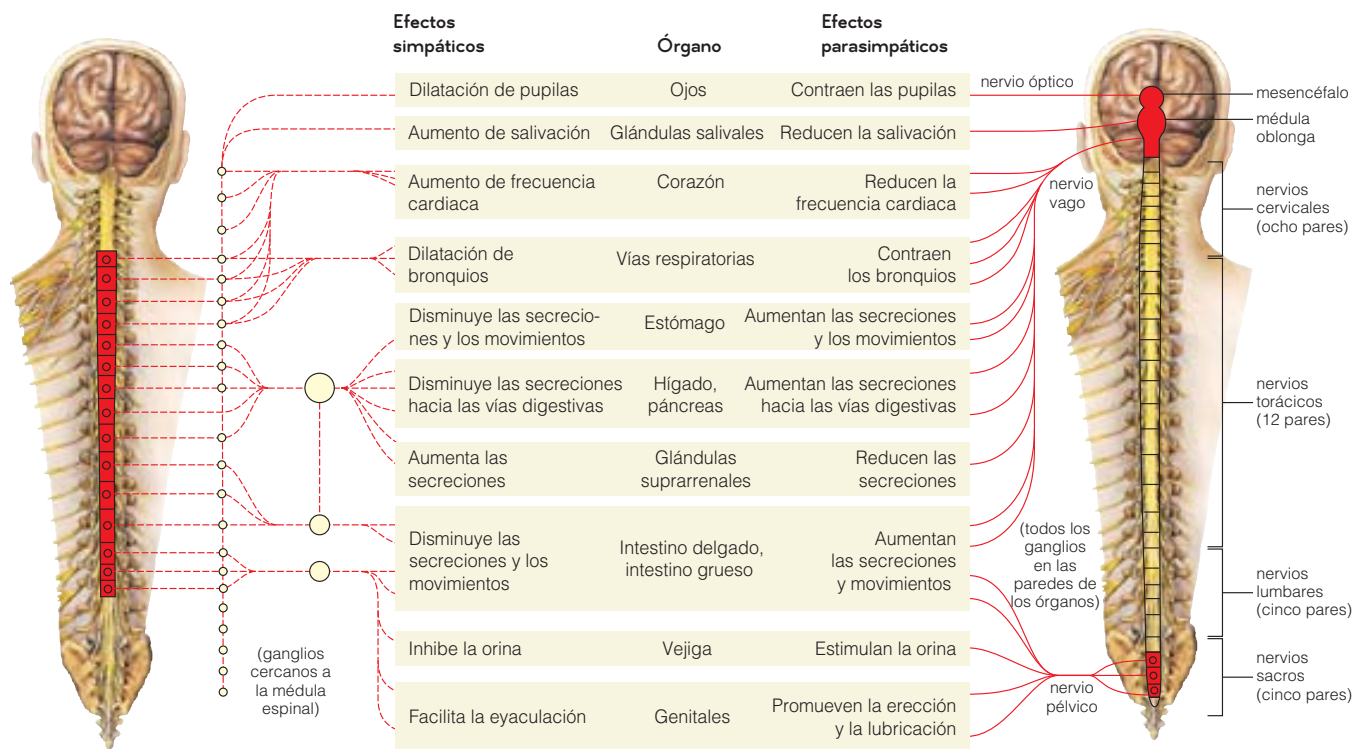 Efectos
simpáticos
Órgano
Efectos
parasimpáticos
Dilatación de pupilas
Ojos
Contraen las pupilas
nervio óptico
Aumento de salivación
Glándulas salivales
Reducen la salivación
Aumento de frecuencia
cardiaca
Corazón
Reducen la
frecuencia cardiaca
nervio
vago
Dilatación de
bronquios
Vías respiratorias
Contraen
los bronquios
Disminuye las secrecio-
nes y los movimientos
Estómago
Aumentan las secreciones
y los movimientos
Disminuye las secreciones
hacia las vías digestivas
Hígado,
páncreas
Aumentan las secreciones
hacia las vías digestivas
Aumenta las
secreciones
Glándulas
suprarrenales
Reducen las
secreciones
Disminuye las
secreciones y los
movimientos
Intestino delgado,
intestino grueso
Aumentan
las secreciones
y movimientos
(todos los
ganglios
en las
paredes de
los órganos)
Inhibe la orina
Vejiga
Estimulan la orina
Facilita la eyaculación
Genitales
Promueven la erección
y la lubricación
nervio
pélvico
(ganglios
cercanos a
la médula
espinal)
mesencéfalo
médula
oblonga
nervios
cervicales
(ocho pares)
nervios
torácicos
(12 pares)
nervios
lumbares
(cinco pares)
nervios
sacros
(cinco pares)